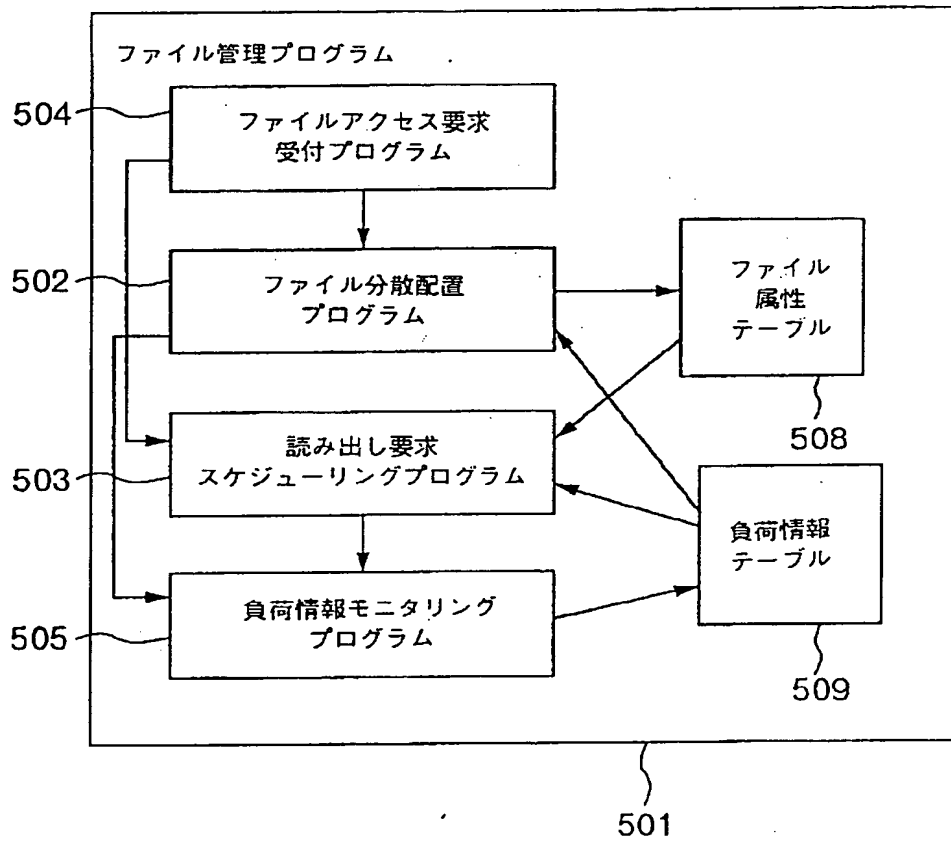 ファイル管理プログラム
504
ファイルアクセス要求
受付プログラム
502
ファイル分散配置
プログラム
ファイル
属性
テーブル
508
503
読み出し要求
スケジューリングプログラム
負荷情報
テーブル
509
505
負荷情報モニタリング
プログラム
501